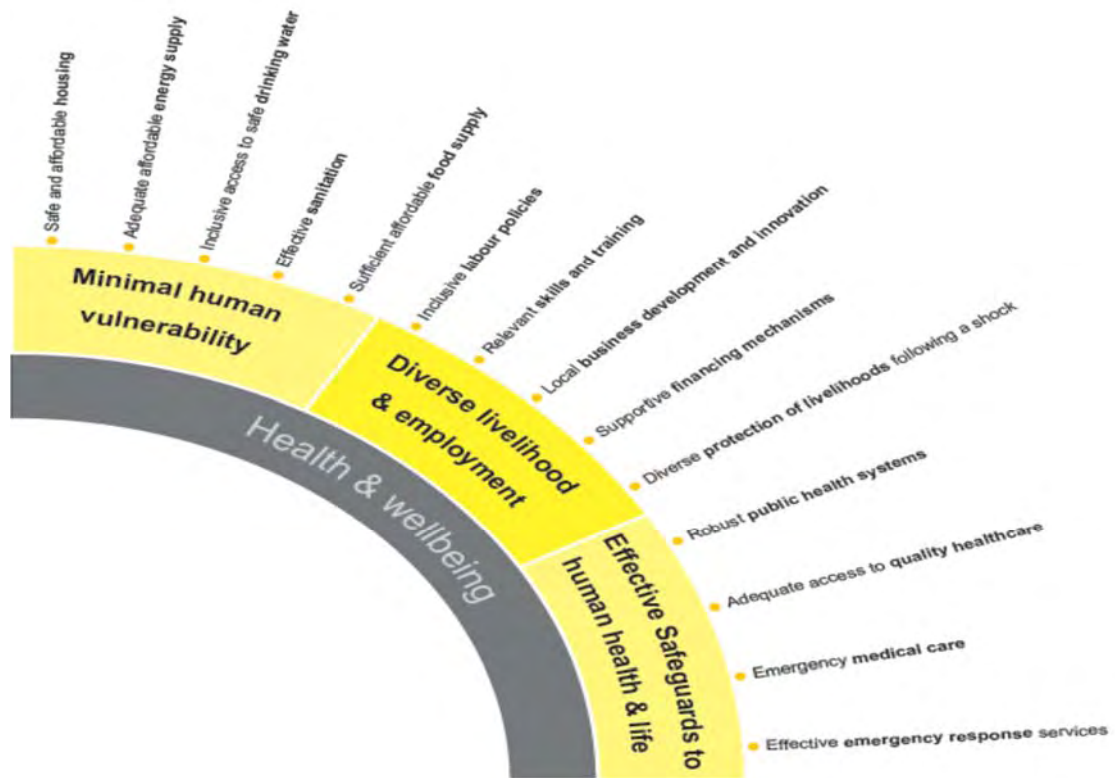 Safe and affordable housing
Adequate affordable energy supply
Inclusive access to safe drinking water
Effective sanitation
Sufficient affordable food supply
Inclusive labour policies
Relevant skills and training
Local business development and innovation
Supportive financing mechanisms
Diverse protection of livelihoods following a shock
Robust public health systems
Adequate access to quality healthcare
Emergency medical care
Effective emergency response services
Minimal human
vulnerability
Diverse livelihood
& employment
Effective Safeguards to
human health & life
Health & wellbeing